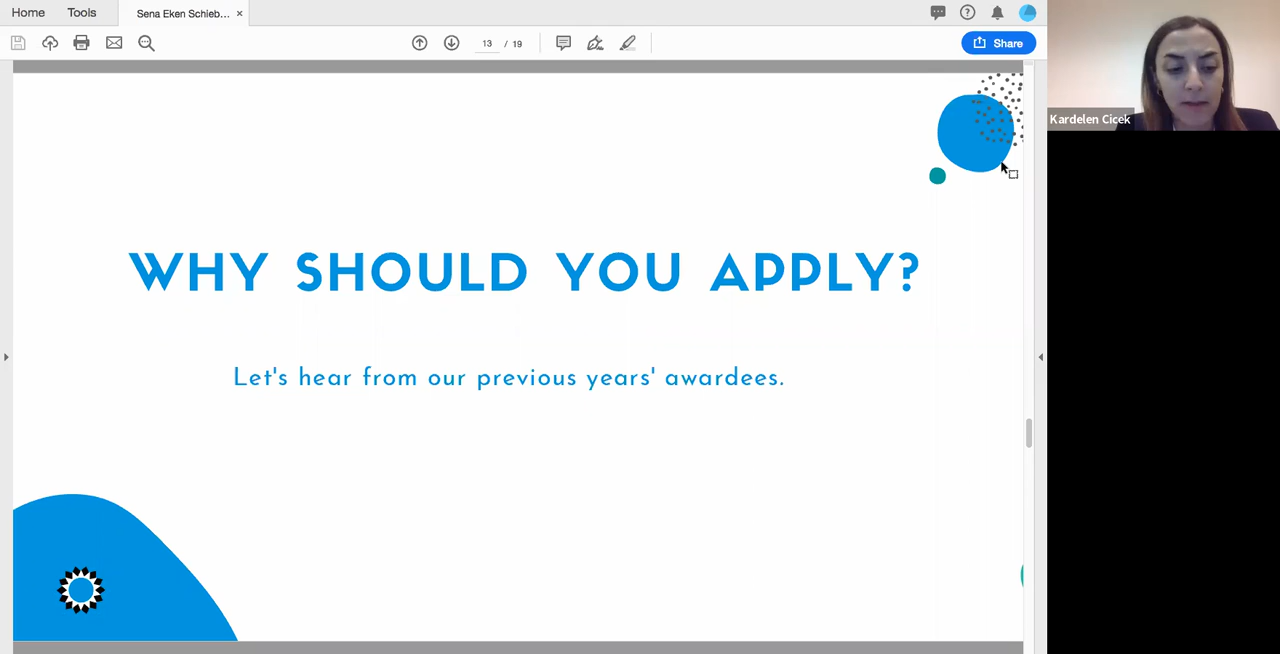 Home Tools Sena Eken Schieb... ×
13 / 19 Share
Kardelen Cicek
WHY SHOULD YOU APPLY?
Let's hear from our previous years' awardees.